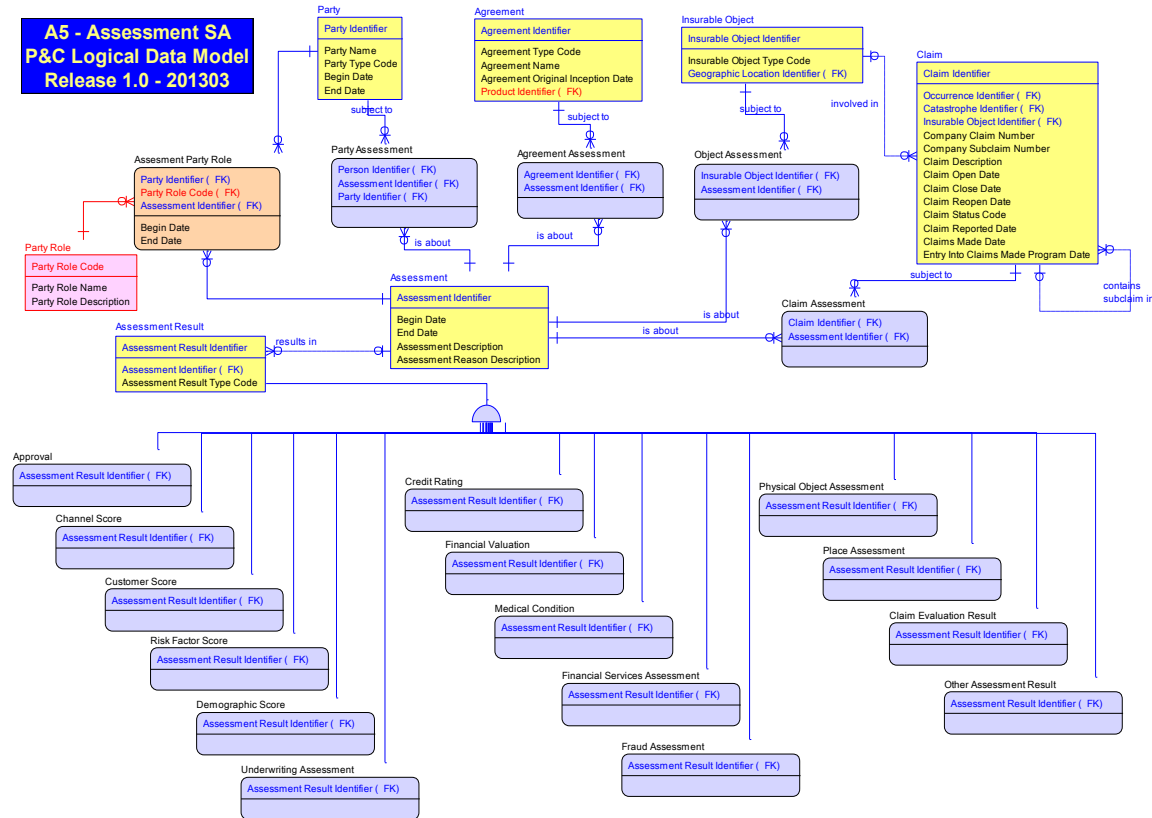 A5 - Assessment SA
P&C Logical Data Model
Release 1.0 - 201303
Party
Party Identifier
Party Name
Party Type Code
Begin Date
End Date
Agreement
Agreement Identifier
Agreement Type Code
Agreement Name
Agreement Original Inception Date
Product Identifier ( FK)
Insurable Object
Insurable Object Identifier
Insurable Object Type Code
Geographic Location Identifier ( FK)
Claim
Claim Identifier
Occurrence Identifier ( FK)
Catastrophe Identifier ( FK)
Insurable Object Identifier ( FK)
Company Claim Number
Company Subclaim Number
Claim Description
Claim Open Date
Claim Close Date
Claim Reopen Date
Claim Status Code
Claim Reported Date
Claims Made Date
Entry Into Claims Made Program Date
subject to
subject to
subject to
involved in
Assesment Party Role
Party Identifier ( FK)
Party Role Code ( FK)
Assessment Identifier ( FK)
Begin Date
End Date
Party Assessment
Person Identifier ( FK)
Assessment Identifier ( FK)
Party Identifier ( FK)
Agreement Assessment
Agreement Identifier ( FK)
Assessment Identifier ( FK)
Object Assessment
Insurable Object Identifier ( FK)
Assessment Identifier ( FK)
Party Role
Party Role Code
Party Role Name
Party Role Description
is about
is about
subject to
contains
subclaim in
Assessment
Assessment Identifier
Begin Date
End Date
Assessment Description
Assessment Reason Description
is about
is about
Claim Assessment
Claim Identifier ( FK)
Assessment Identifier ( FK)
Assessment Result
Assessment Result Identifier
Assessment Identifier ( FK)
Assessment Result Type Code
results in
Approval
Assessment Result Identifier ( FK)
Channel Score
Assessment Result Identifier ( FK)
Customer Score
Assessment Result Identifier ( FK)
Risk Factor Score
Assessment Result Identifier ( FK)
Demographic Score
Assessment Result Identifier ( FK)
Underwriting Assessment
Assessment Result Identifier ( FK)
Credit Rating
Assessment Result Identifier ( FK)
Financial Valuation
Assessment Result Identifier ( FK)
Medical Condition
Assessment Result Identifier ( FK)
Financial Services Assessment
Assessment Result Identifier ( FK)
Fraud Assessment
Assessment Result Identifier ( FK)
Physical Object Assessment
Assessment Result Identifier ( FK)
Place Assessment
Assessment Result Identifier ( FK)
Claim Evaluation Result
Assessment Result Identifier ( FK)
Other Assessment Result
Assessment Result Identifier ( FK)